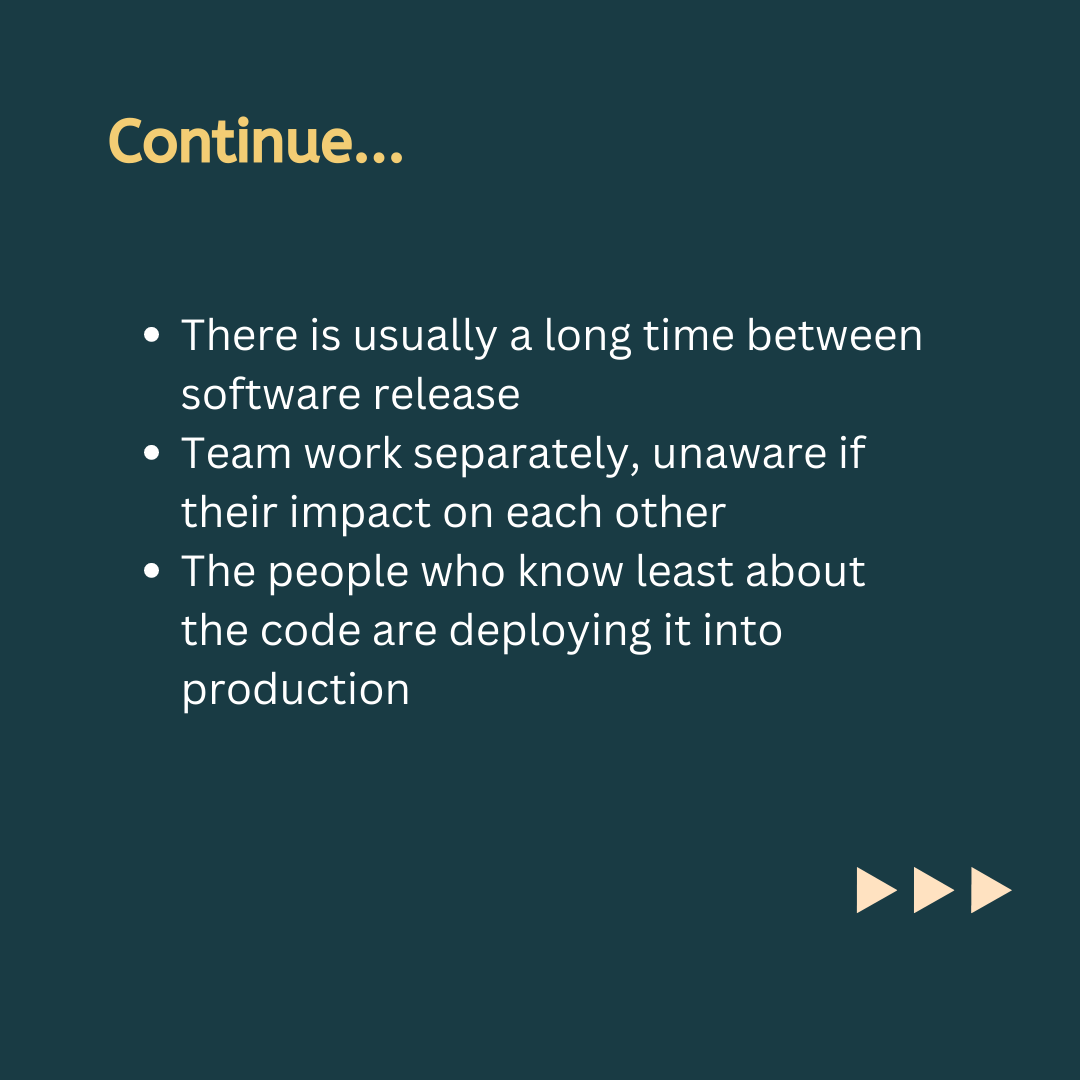 Continue...
• There is usually a long time between
software release
• Team work separately, unaware if
their impact on each other
• The people who know least about
the code are deploying it into
production